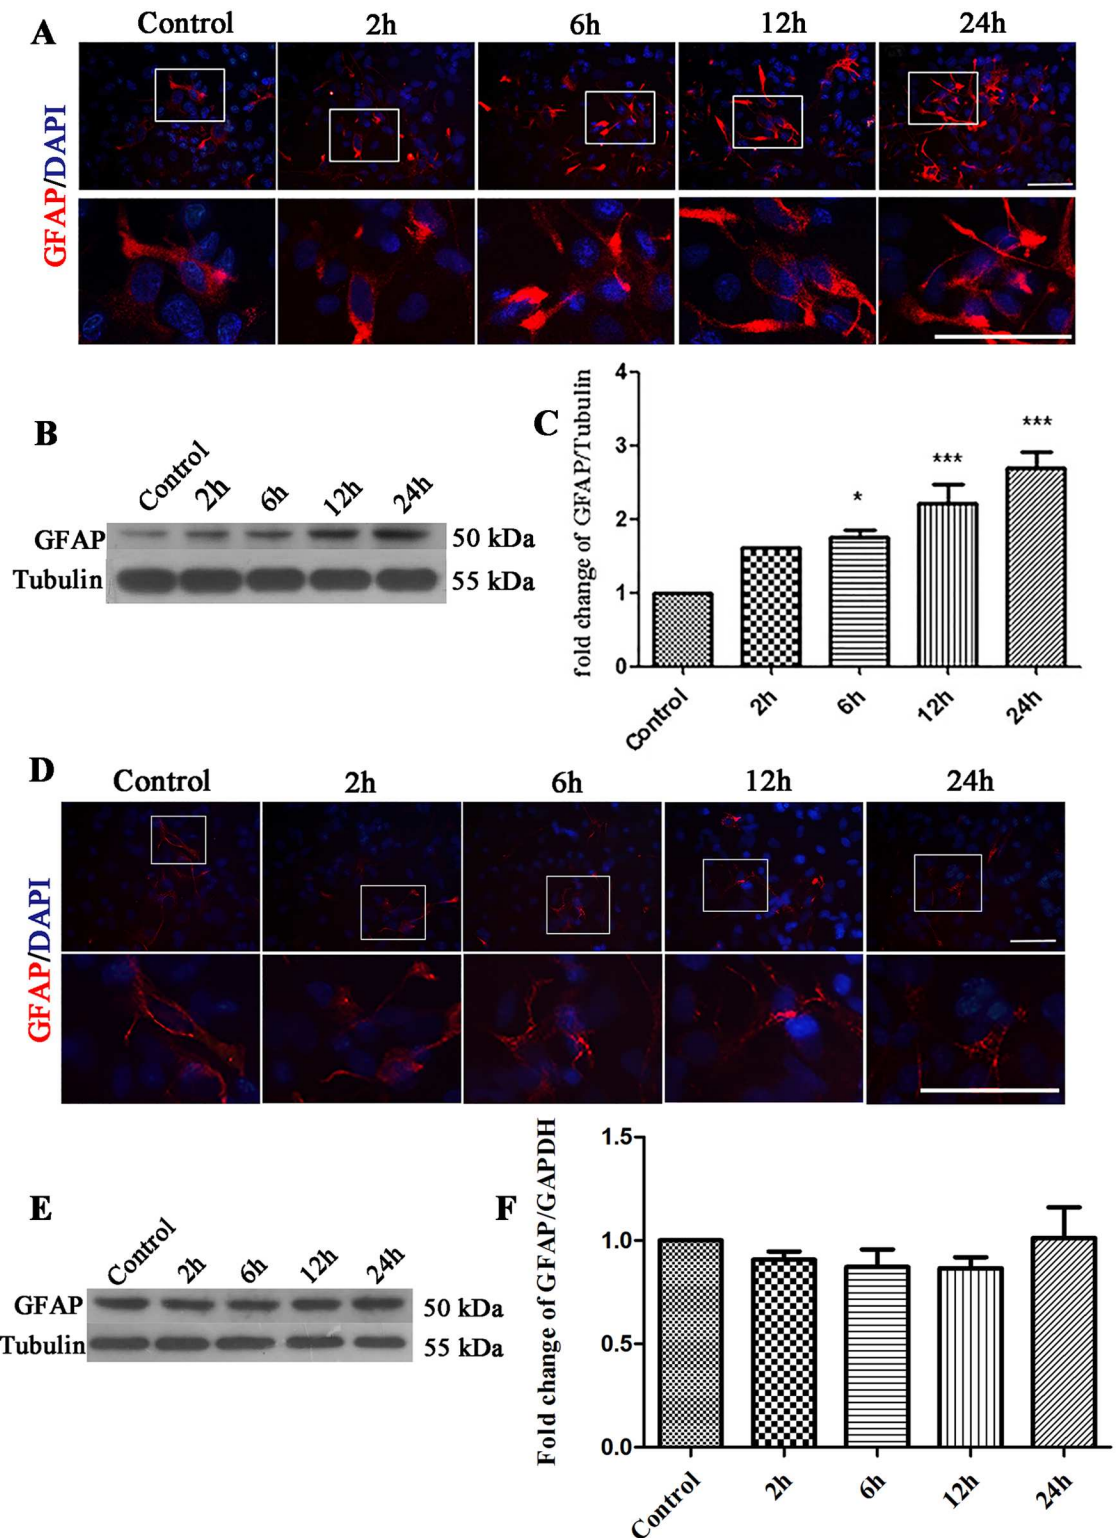 A
Control 2h 6h 12h 24h
GFAP/DAPI
B
Control 2h 6h 12h 24h
GFAP 50 kDa
Tubulin 55 kDa
C
fold change of GFAP/Tubulin
4
3
2
1
0
*
***
***
Control 2h 6h 12h 24h
D
Control 2h 6h 12h 24h
GFAP/DAPI
E
Control 2h 6h 12h 24h
GFAP 50 kDa
Tubulin 55 kDa
F
Fold change of GFAP/GAPDH
1.5
1.0
0.5
0.0
Control 2h 6h 12h 24h